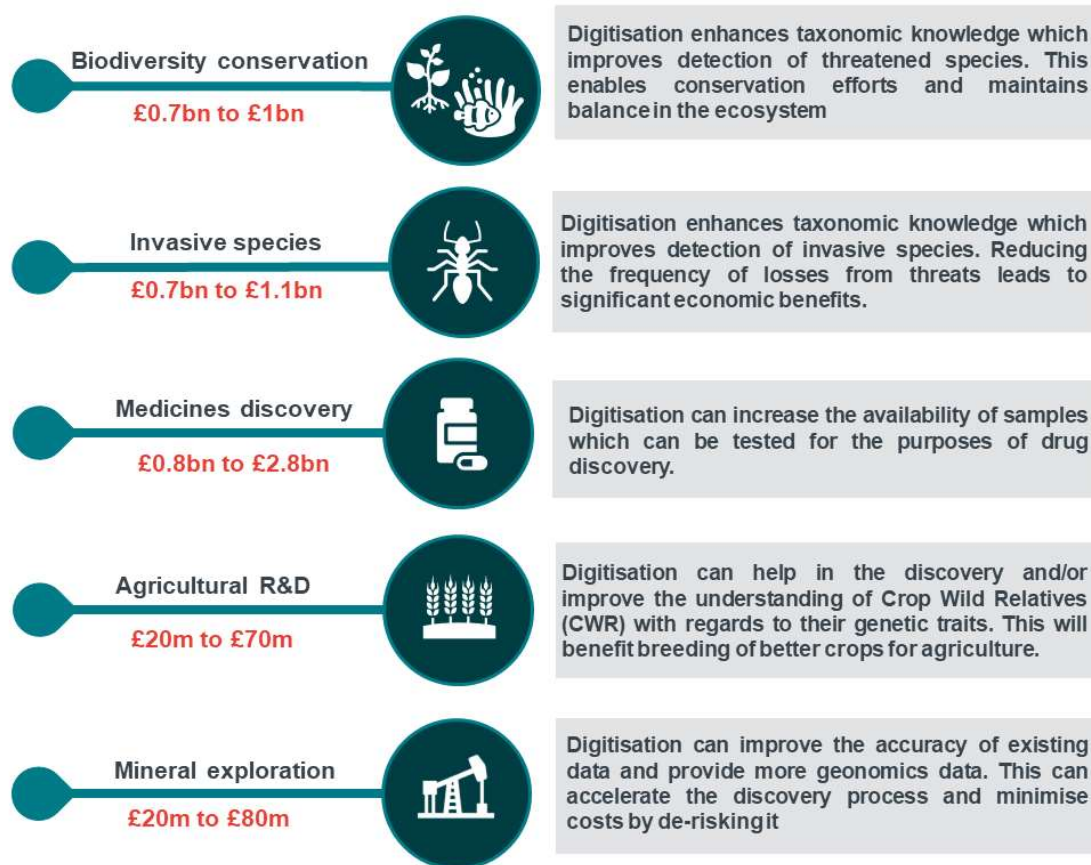 Biodiversity conservation
£0.7bn to £1bn
Digitisation enhances taxonomic knowledge which
improves detection of threatened species. This
enables conservation efforts and maintains
balance in the ecosystem
Invasive species
£0.7bn to £1.1bn
Digitisation enhances taxonomic knowledge which
improves detection of invasive species. Reducing
the frequency of losses from threats leads to
significant economic benefits.
Medicines discovery
£0.8bn to £2.8bn
Digitisation can increase the availability of samples
which can be tested for the purposes of drug
discovery.
Agricultural R&D
£20m to £70m
Digitisation can help in the discovery and/or
improve the understanding of Crop Wild Relatives
(CWR) with regards to their genetic traits. This will
benefit breeding of better crops for agriculture.
Mineral exploration
£20m to £80m
Digitisation can improve the accuracy of existing
data and provide more geonomics data. This can
accelerate the discovery process and minimise
costs by de-risking it